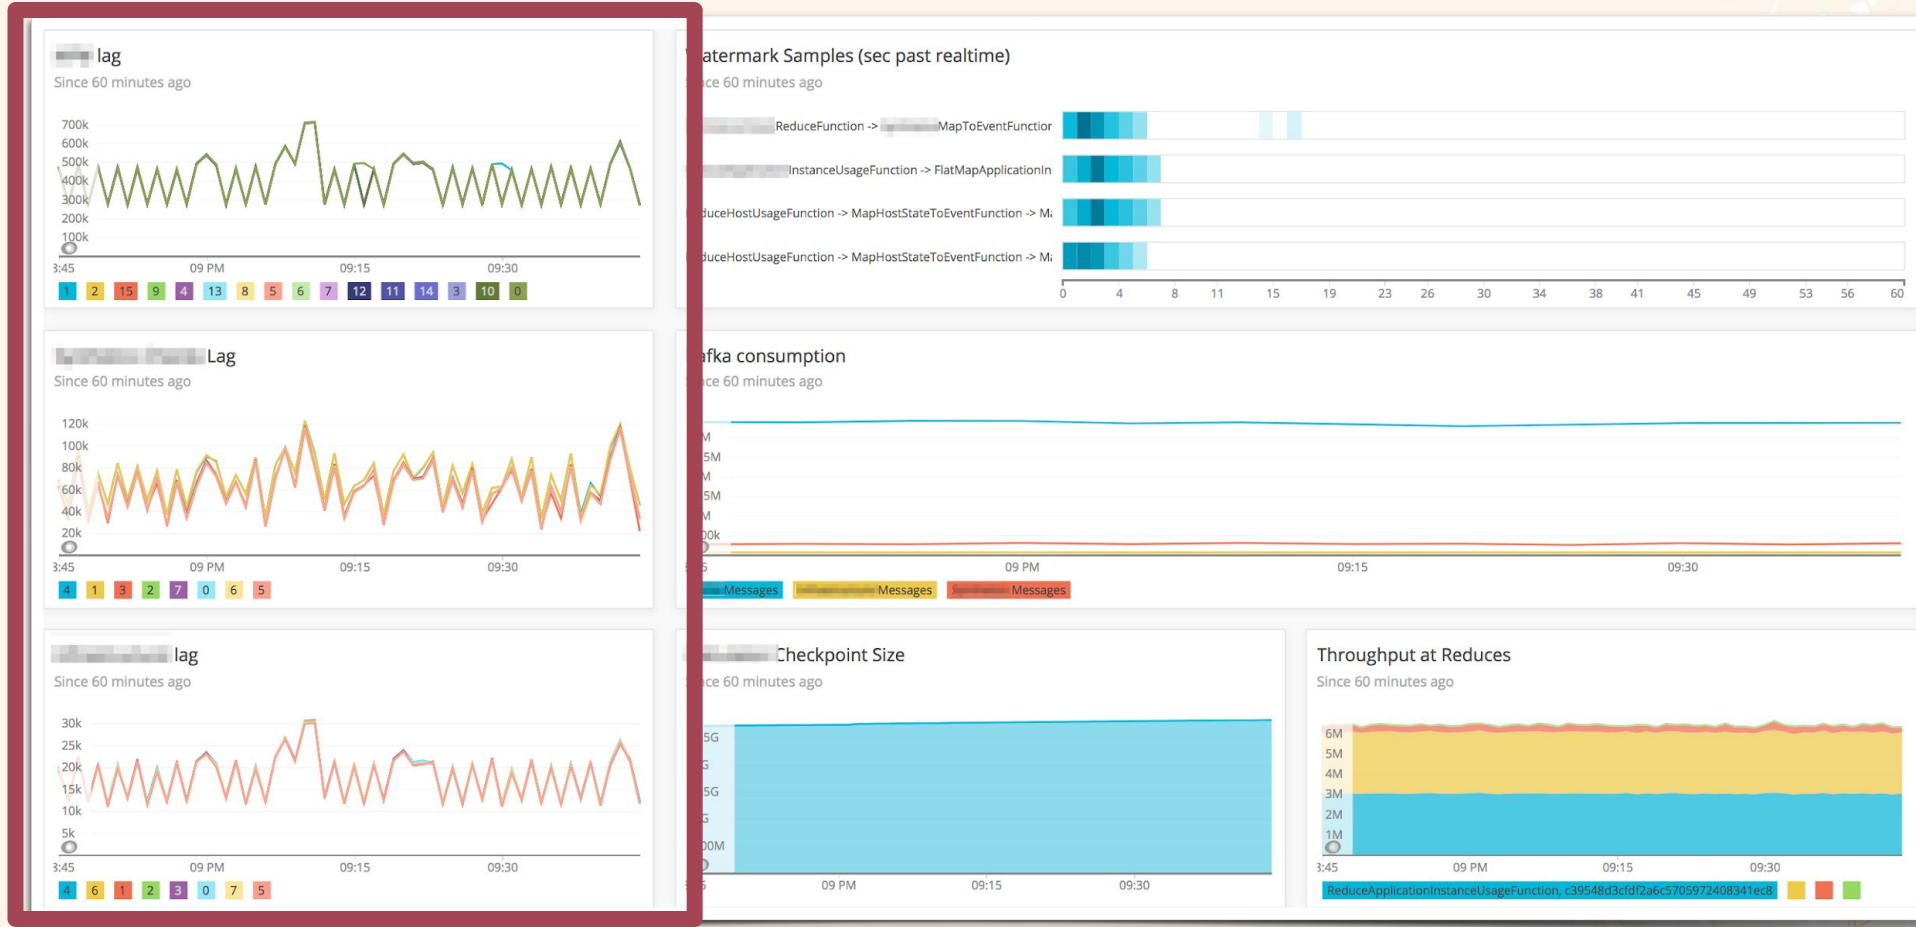 lag
Since 60 minutes ago
700k
600k
500k
400k
300k
200k
100k
3:45 09 PM 09:15 09:30
1 2 15 9 4 13 8 5 6 7 12 11 14 3 10 0
Lag
Since 60 minutes ago
120k
100k
80k
60k
40k
20k
09 PM 09:15 09:30
4 1 3 2 7 0 6 5
lag
Since 60 minutes ago
30k
25k
20k
15k
10k
5k
3:45 09 PM 09:15 09:30
4 6 1 2 3 0 7 5
atermark Samples (sec past realtime)
ce 60 minutes ago
ReduceFunction -> MapToEventFunctior
InstanceUsageFunction -> FlatMapApplicationIn
duceHostUsageFunction -> MapHostStateToEventFunction -> Ma
duceHostUsageFunction -> MapHostStateToEventFunction -> Ma
0 4 8 11 15 19 23 26 30 34 38 41 45 49 53 56 60
afka consumption
ce 60 minutes ago
M
5M
M
5M
M
00k
09 PM 09:15 09:30
Messages Messages Messages
Checkpoint Size
ce 60 minutes ago
5G
G
5G
G
00M
09 PM 09:15 09:30
Throughput at Reduces
Since 60 minutes ago
6M
5M
4M
3M
2M
1M
3:45 09 PM 09:15 09:30
ReduceApplicationInstanceUsageFunction, c39548d3cfdf2a6c5705972408341ec8